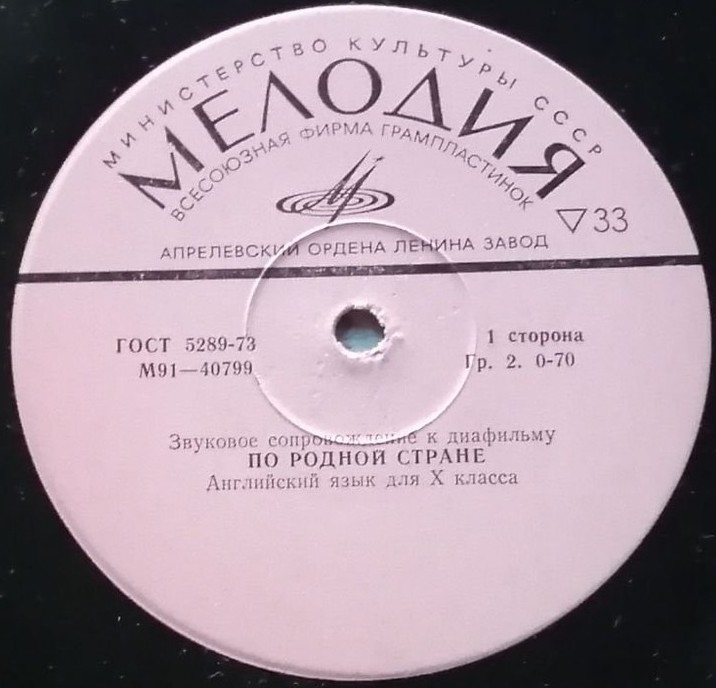 МИНИСТЕРСТВО КУЛЬТУРЫ СССР
МЕЛОДИЯ
ВСЕСОЮЗНАЯ ФИРМА ГРАМПЛАСТИНОК
▽33
АПРЕЛЕВСКИЙ ОРДЕНА ЛЕНИНА ЗАВОД
ГОСТ 5289-73
М91—40799
1 сторона
Гр. 2. 0-70
Звуковое сопровождение к диафильму
ПО РОДНОЙ СТРАНЕ
Английский язык для X класса